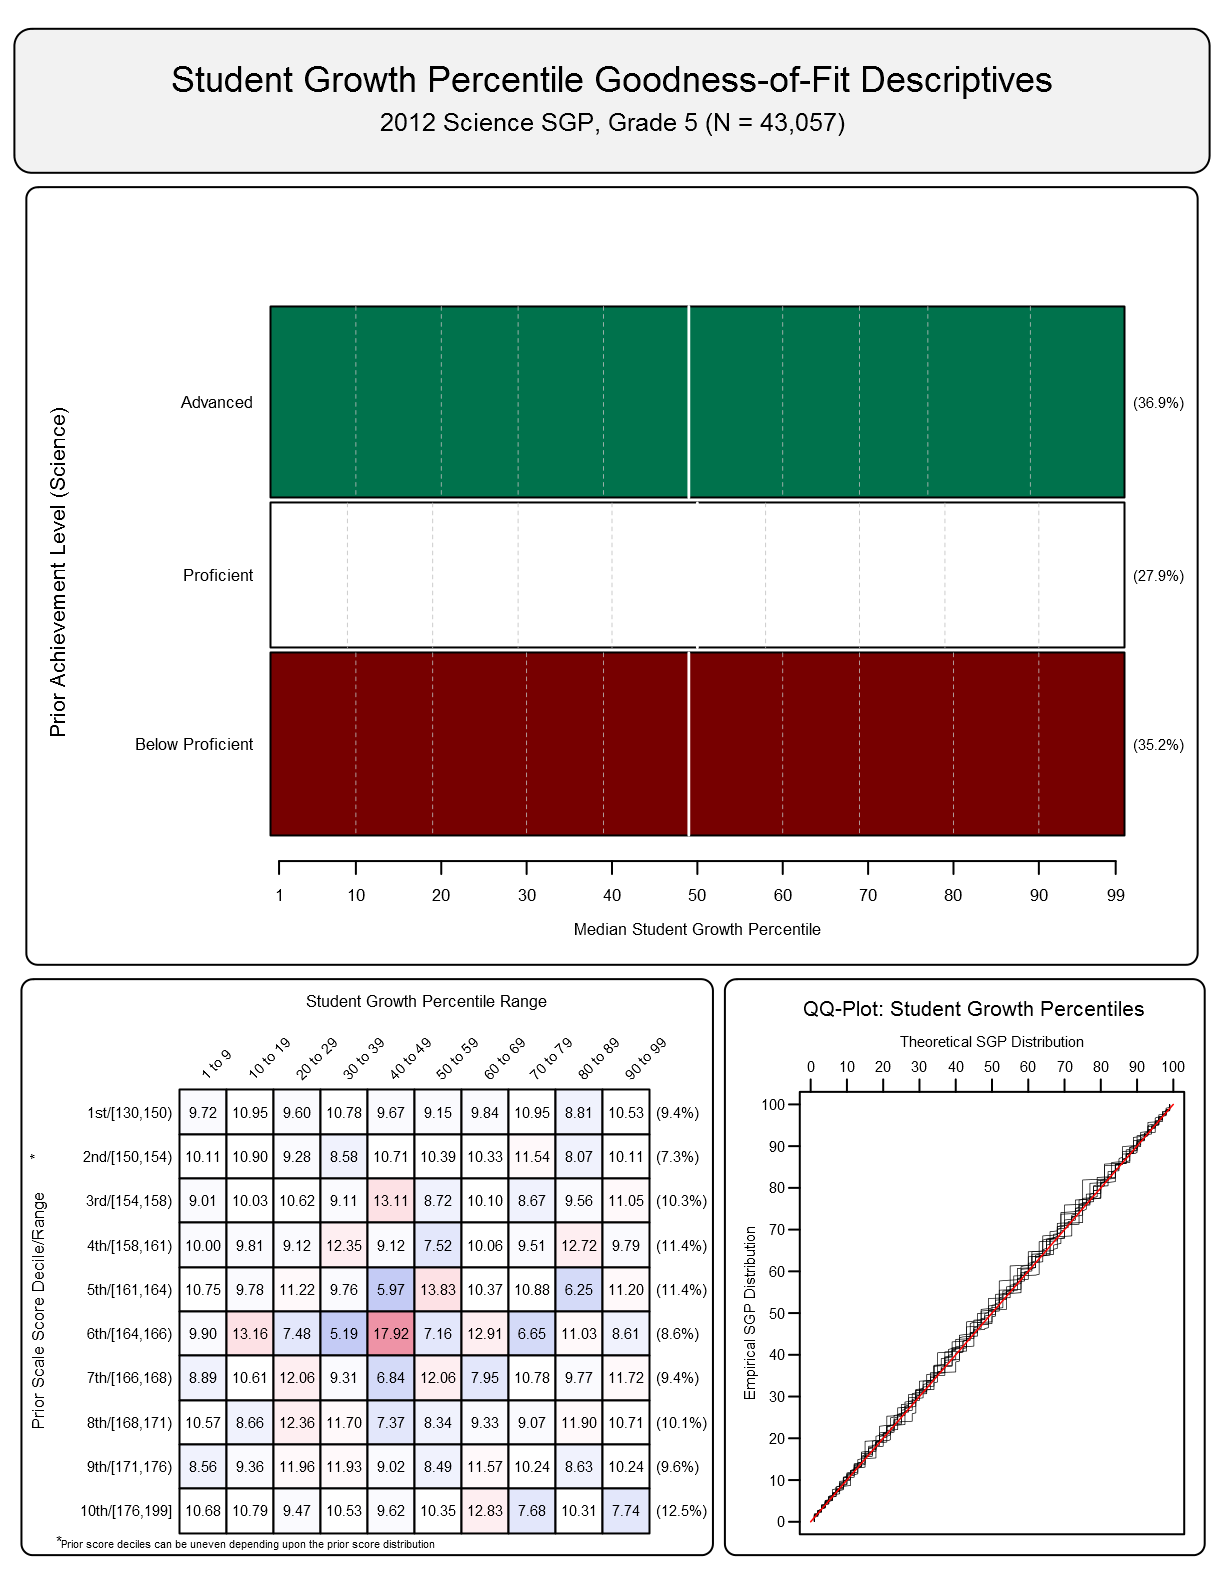 Student Growth Percentile Goodness-of-Fit Descriptives
2012 Science SGP, Grade 5 (N = 43,057)
Prior Achievement Level (Science)
Advanced (36.9%)
Proficient (27.9%)
Below Proficient (35.2%)
1 10 20 30 40 50 60 70 80 90 99
Median Student Growth Percentile
Student Growth Percentile Range
1 to 9 10 to 19 20 to 29 30 to 39 40 to 49 50 to 59 60 to 69 70 to 79 80 to 89 90 to 99
Prior Scale Score Decile/Range *
1st/[130,150) 9.72 10.95 9.60 10.78 9.67 9.15 9.84 10.95 8.81 10.53 (9.4%)
2nd/[150,154) 10.11 10.90 9.28 8.58 10.71 10.39 10.33 11.54 8.07 10.11 (7.3%)
3rd/[154,158) 9.01 10.03 10.62 9.11 13.11 8.72 10.10 8.67 9.56 11.05 (10.3%)
4th/[158,161) 10.00 9.81 9.12 12.35 9.12 7.52 10.06 9.51 12.72 9.79 (11.4%)
5th/[161,164) 10.75 9.78 11.22 9.76 5.97 13.83 10.37 10.88 6.25 11.20 (11.4%)
6th/[164,166) 9.90 13.16 7.48 5.19 17.92 7.16 12.91 6.65 11.03 8.61 (8.6%)
7th/[166,168) 8.89 10.61 12.06 9.31 6.84 12.06 7.95 10.78 9.77 11.72 (9.4%)
8th/[168,171) 10.57 8.66 12.36 11.70 7.37 8.34 9.33 9.07 11.90 10.71 (10.1%)
9th/[171,176) 8.56 9.36 11.96 11.93 9.02 8.49 11.57 10.24 8.63 10.24 (9.6%)
10th/[176,199] 10.68 10.79 9.47 10.53 9.62 10.35 12.83 7.68 10.31 7.74 (12.5%)
*Prior score deciles can be uneven depending upon the prior score distribution
QQ-Plot: Student Growth Percentiles
Theoretical SGP Distribution
0 10 20 30 40 50 60 70 80 90 100
Empirical SGP Distribution
100
90
80
70
60
50
40
30
20
10
0